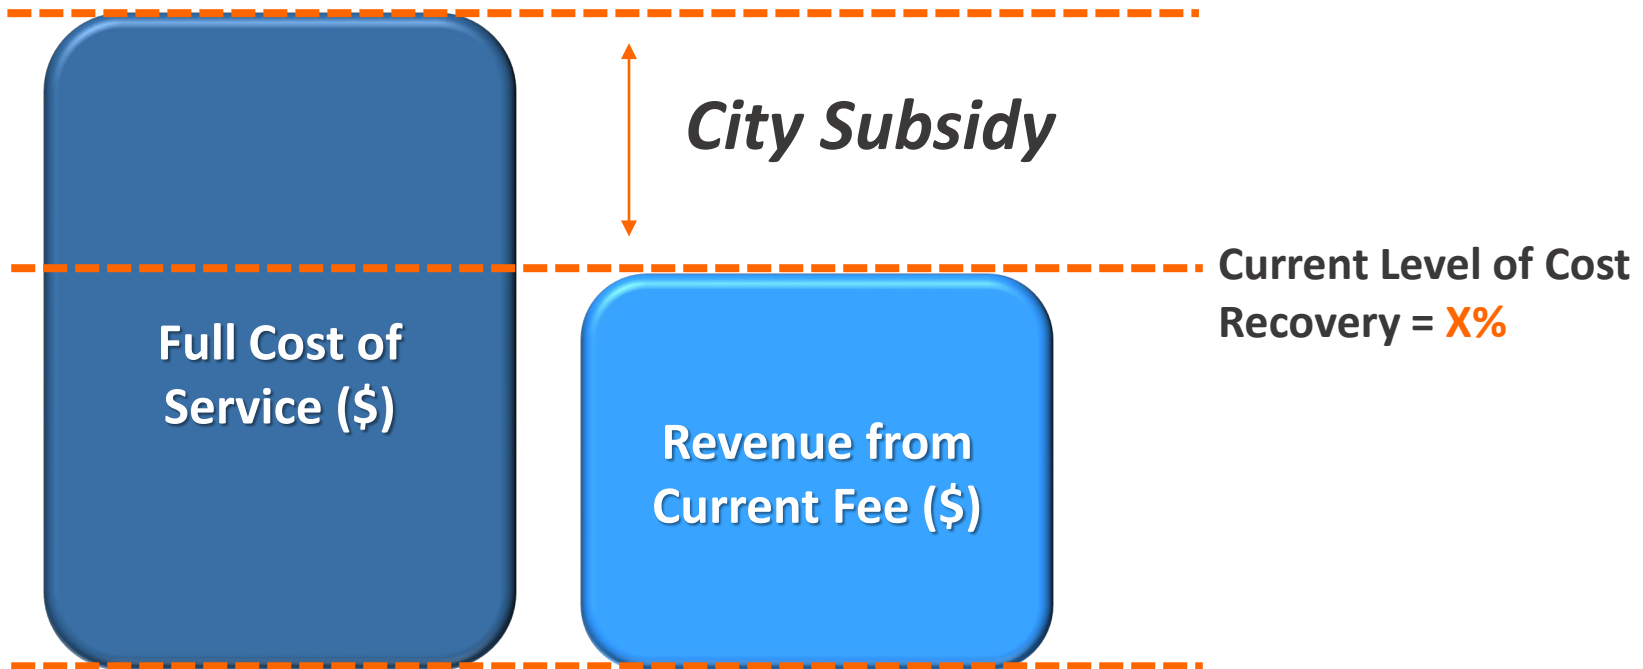 City Subsidy
Current Level of Cost
Recovery = X%
Full Cost of
Service ($)
Revenue from
Current Fee ($)